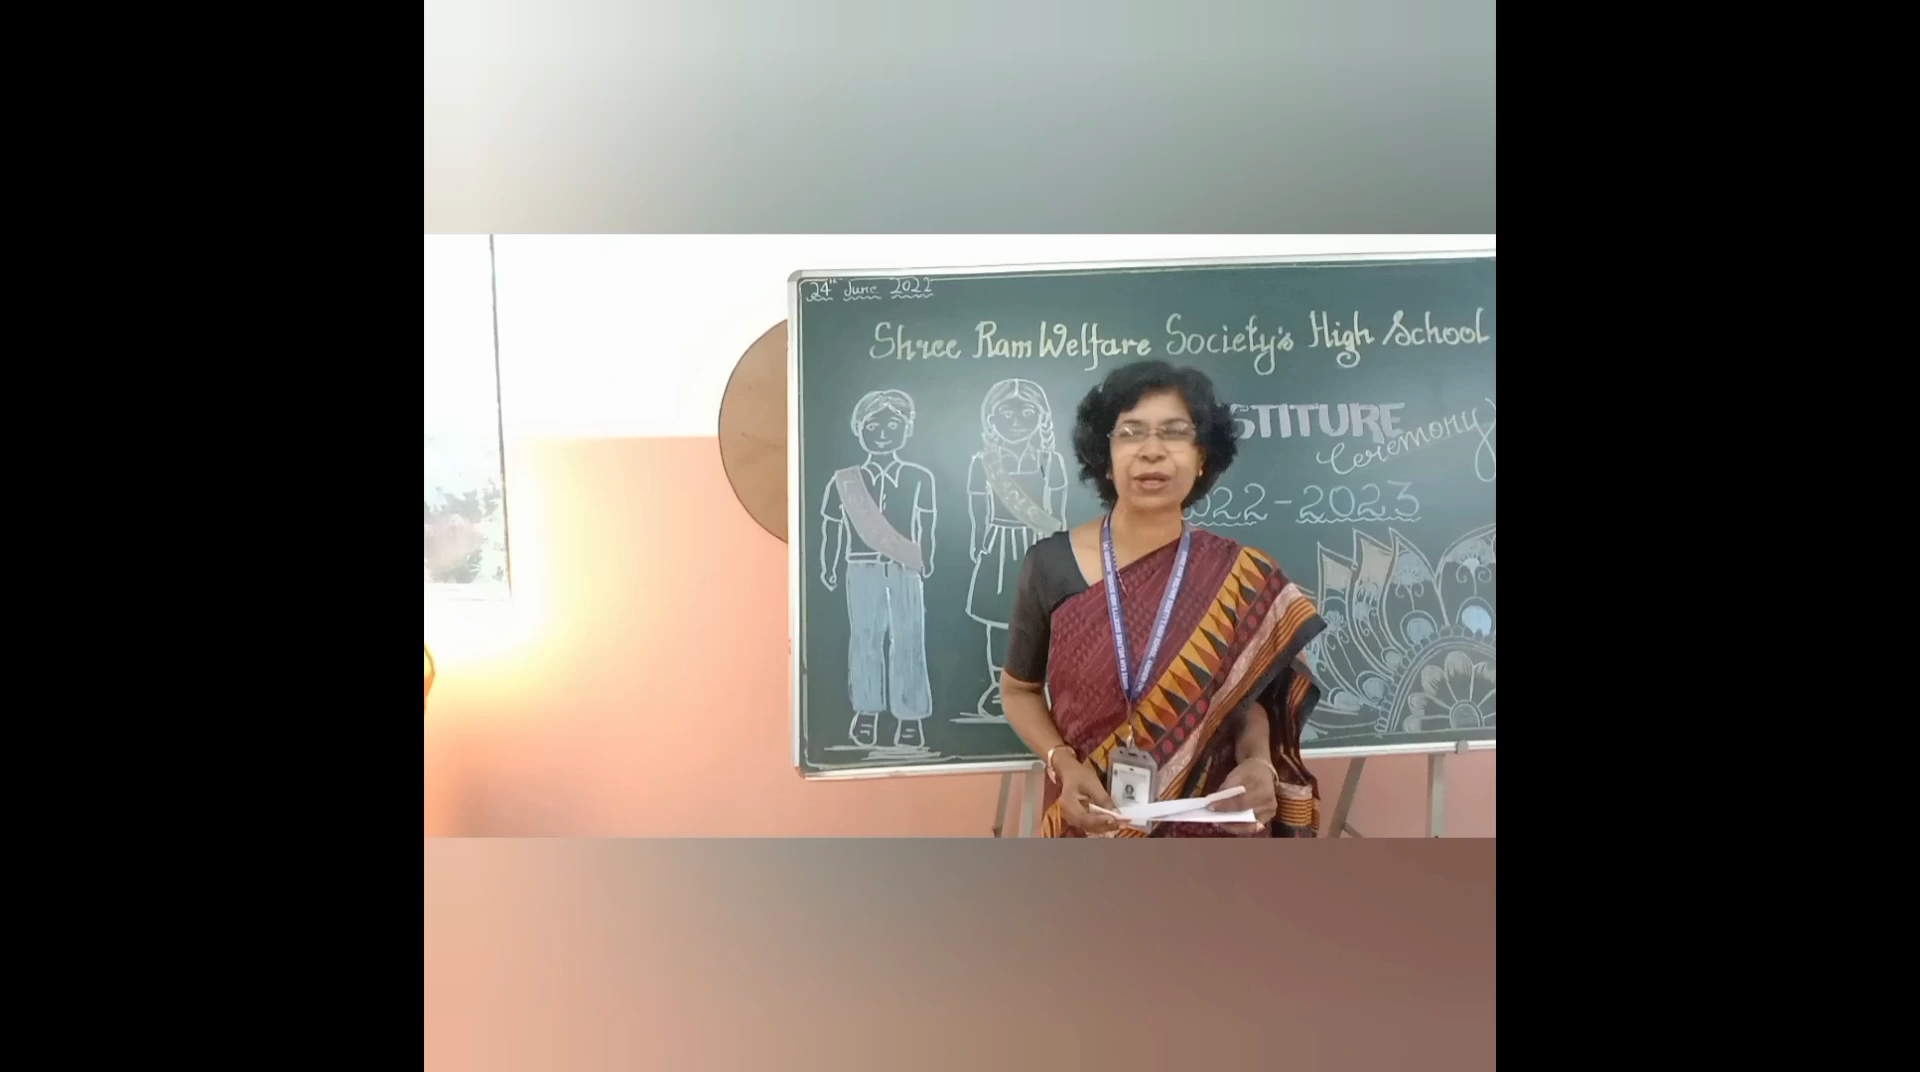 24th June 2022
Shree Ram Welfare Society's High School
STITURE
Ceremony
022-2023